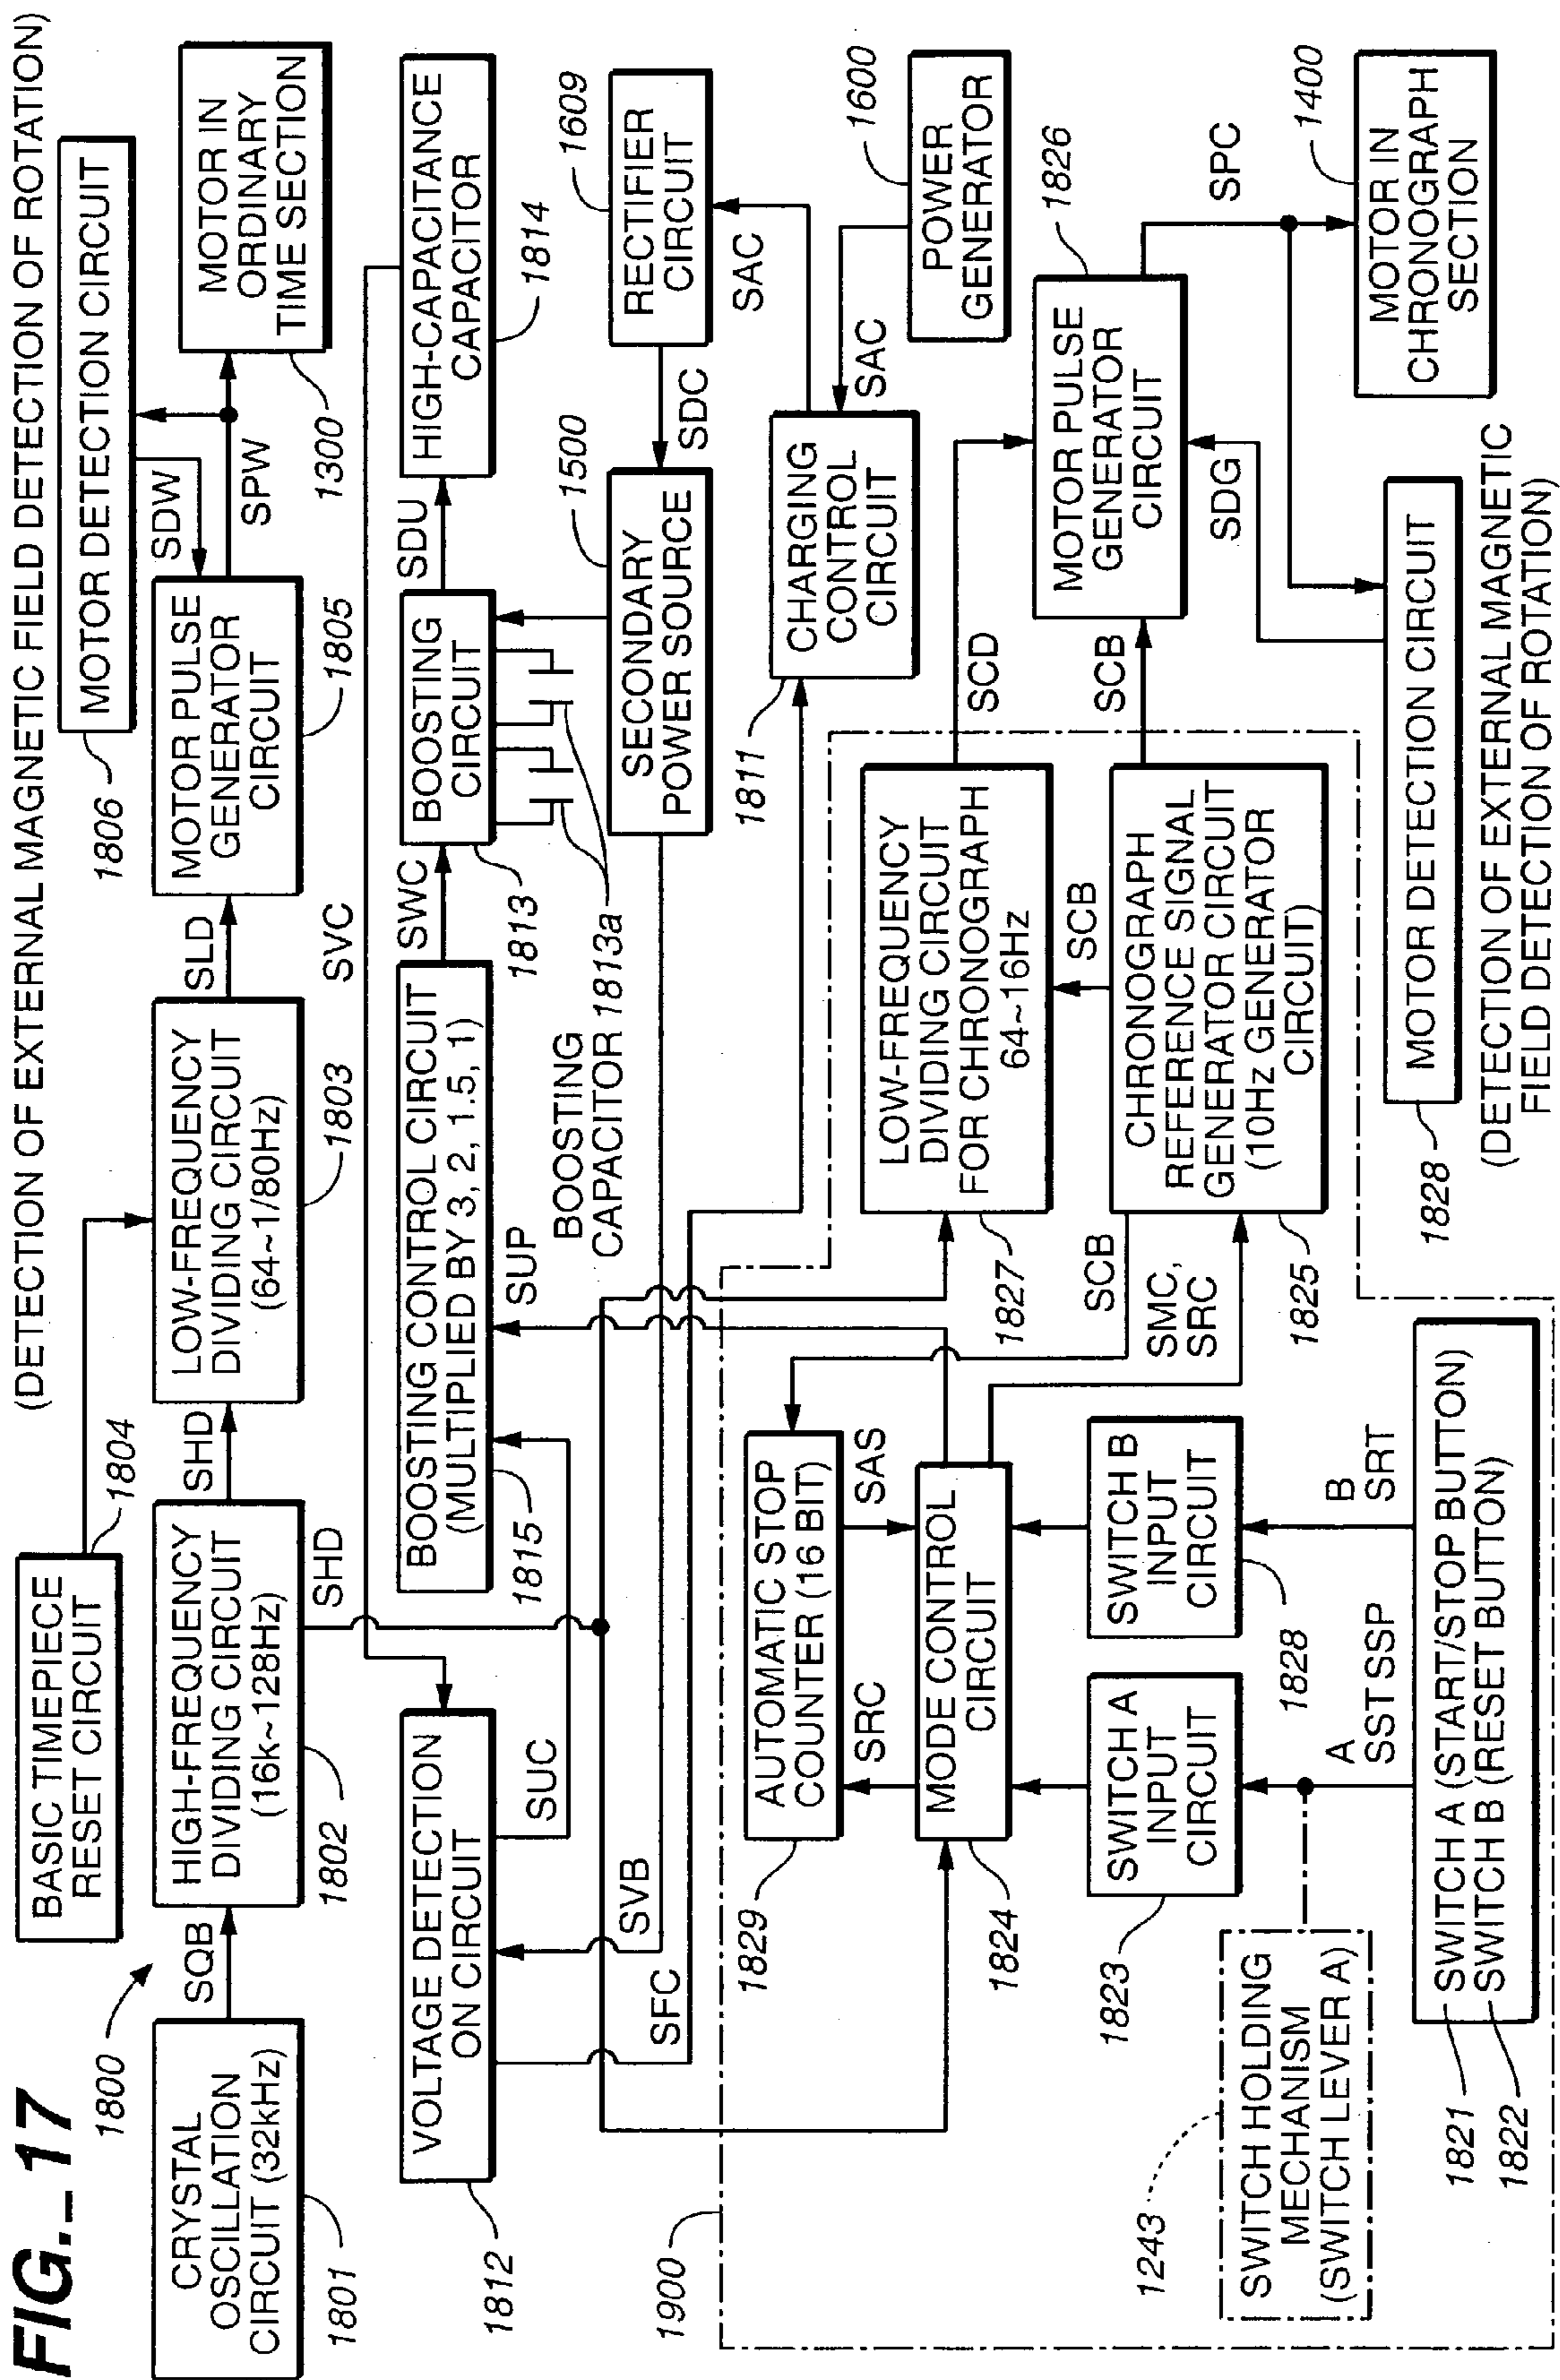 FIG._17
(DETECTION OF EXTERNAL MAGNETIC FIELD DETECTION OF ROTATION)
1800
BASIC TIMEPIECE
RESET CIRCUIT
1804
1806
MOTOR DETECTION CIRCUIT
CRYSTAL
OSCILLATION
CIRCUIT (32kHz)
1801
SQB
HIGH-FREQUENCY
DIVIDING CIRCUIT
(16k~128Hz)
1802
SHD
SHD
LOW-FREQUENCY
DIVIDING CIRCUIT
(64~1/80Hz)
1803
SLD
MOTOR PULSE
GENERATOR
CIRCUIT
1805
SDW
SPW
MOTOR IN
ORDINARY
TIME SECTION
1300
SVC
VOLTAGE DETECTION
ON CIRCUIT
1812
SUC
BOOSTING CONTROL CIRCUIT
(MULTIPLIED BY 3, 2, 1.5, 1)
1815
SUP
SWC
BOOSTING
CIRCUIT
1813
SDU
HIGH-CAPACITANCE
CAPACITOR
1814
BOOSTING
CAPACITOR 1813a
SVB
SFC
SECONDARY
POWER SOURCE
1500
SDC
RECTIFIER
CIRCUIT
1609
SAC
CHARGING
CONTROL
CIRCUIT
1811
SAC
POWER
GENERATOR
1600
1900
AUTOMATIC STOP
COUNTER (16 BIT)
1829
SRC
SAS
MODE CONTROL
CIRCUIT
1824
SCB
SMC,
SRC
LOW-FREQUENCY
DIVIDING CIRCUIT
FOR CHRONOGRAPH
64~16Hz
1827
SCB
CHRONOGRAPH
REFERENCE SIGNAL
GENERATOR CIRCUIT
(10Hz GENERATOR
CIRCUIT)
1825
SCD
SCB
MOTOR PULSE
GENERATOR
CIRCUIT
1826
SDG
SPC
MOTOR IN
CHRONOGRAPH
SECTION
1400
SWITCH A
INPUT
CIRCUIT
1823
SWITCH B
INPUT
CIRCUIT
1828
A
SST SSP
B
SRT
SWITCH HOLDING
MECHANISM
(SWITCH LEVER A)
1243
SWITCH A (START/STOP BUTTON)
SWITCH B (RESET BUTTON)
1821
1822
MOTOR DETECTION CIRCUIT
1828
(DETECTION OF EXTERNAL MAGNETIC
FIELD DETECTION OF ROTATION)